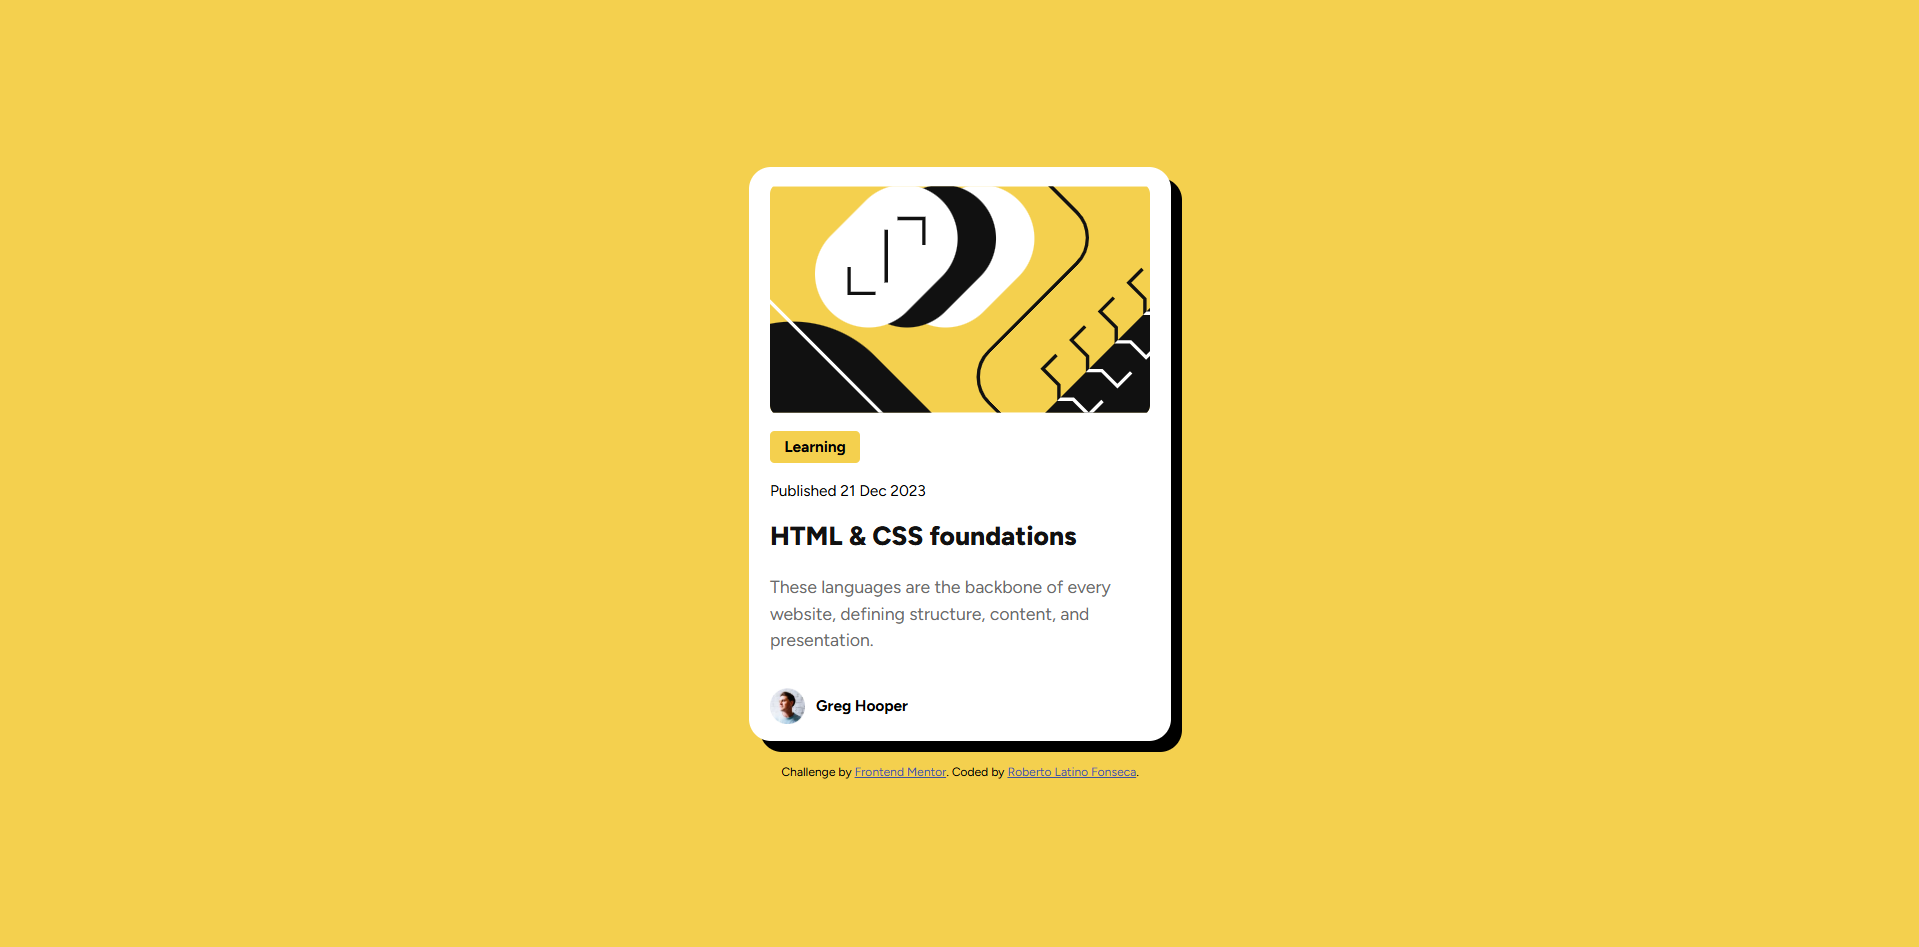 Learning
Published 21 Dec 2023
HTML & CSS foundations
These languages are the backbone of every
website, defining structure, content, and
presentation.
Greg Hooper
Challenge by Frontend Mentor. Coded by Roberto Latino Fonseca.